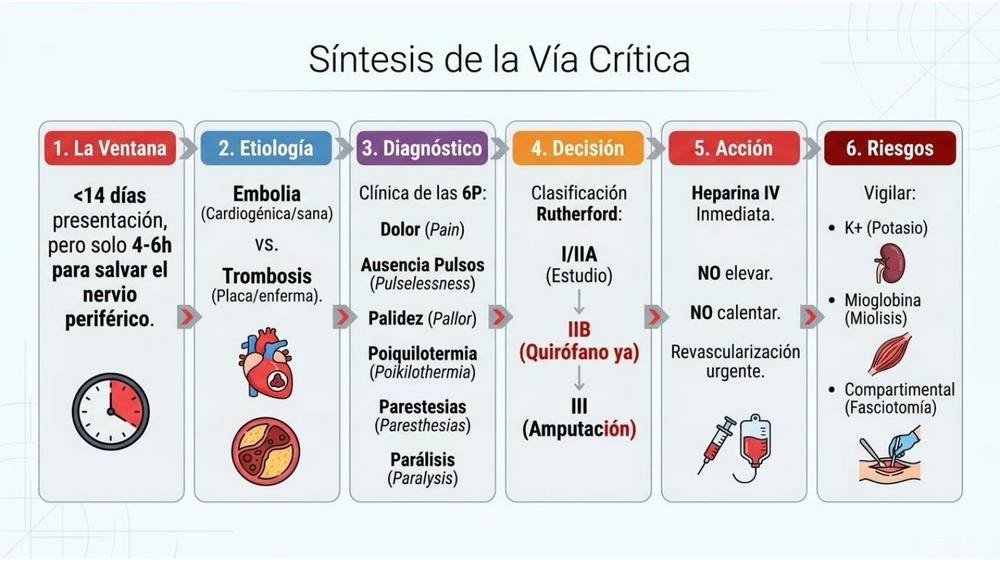 Síntesis de la Vía Crítica
1. La Ventana
<14 días
presentación,
pero solo 4-6h
para salvar el
nervio
periférico.
2. Etiología
Embolia
(Cardiogénica/sana)
vs.
Trombosis
(Placa/enferma).
3. Diagnóstico
Clínica de las 6P:
Dolor (Pain)
Ausencia Pulsos
(Pulselessness)
Palidez (Pallor)
Poiquilotermia
(Poikilothermia)
Parestesias
(Paresthesias)
Parálisis
(Paralysis)
4. Decisión
Clasificación
Rutherford:
I/IIA
(Estudio)
IIB
(Quirófano ya)
III
(Amputación)
5. Acción
Heparina IV
Inmediata.
NO elevar.
NO calentar.
Revascularización
urgente.
6. Riesgos
Vigilar:
• K+ (Potasio)
• Mioglobina
(Miolisis)
• Compartimental
(Fasciotomía)